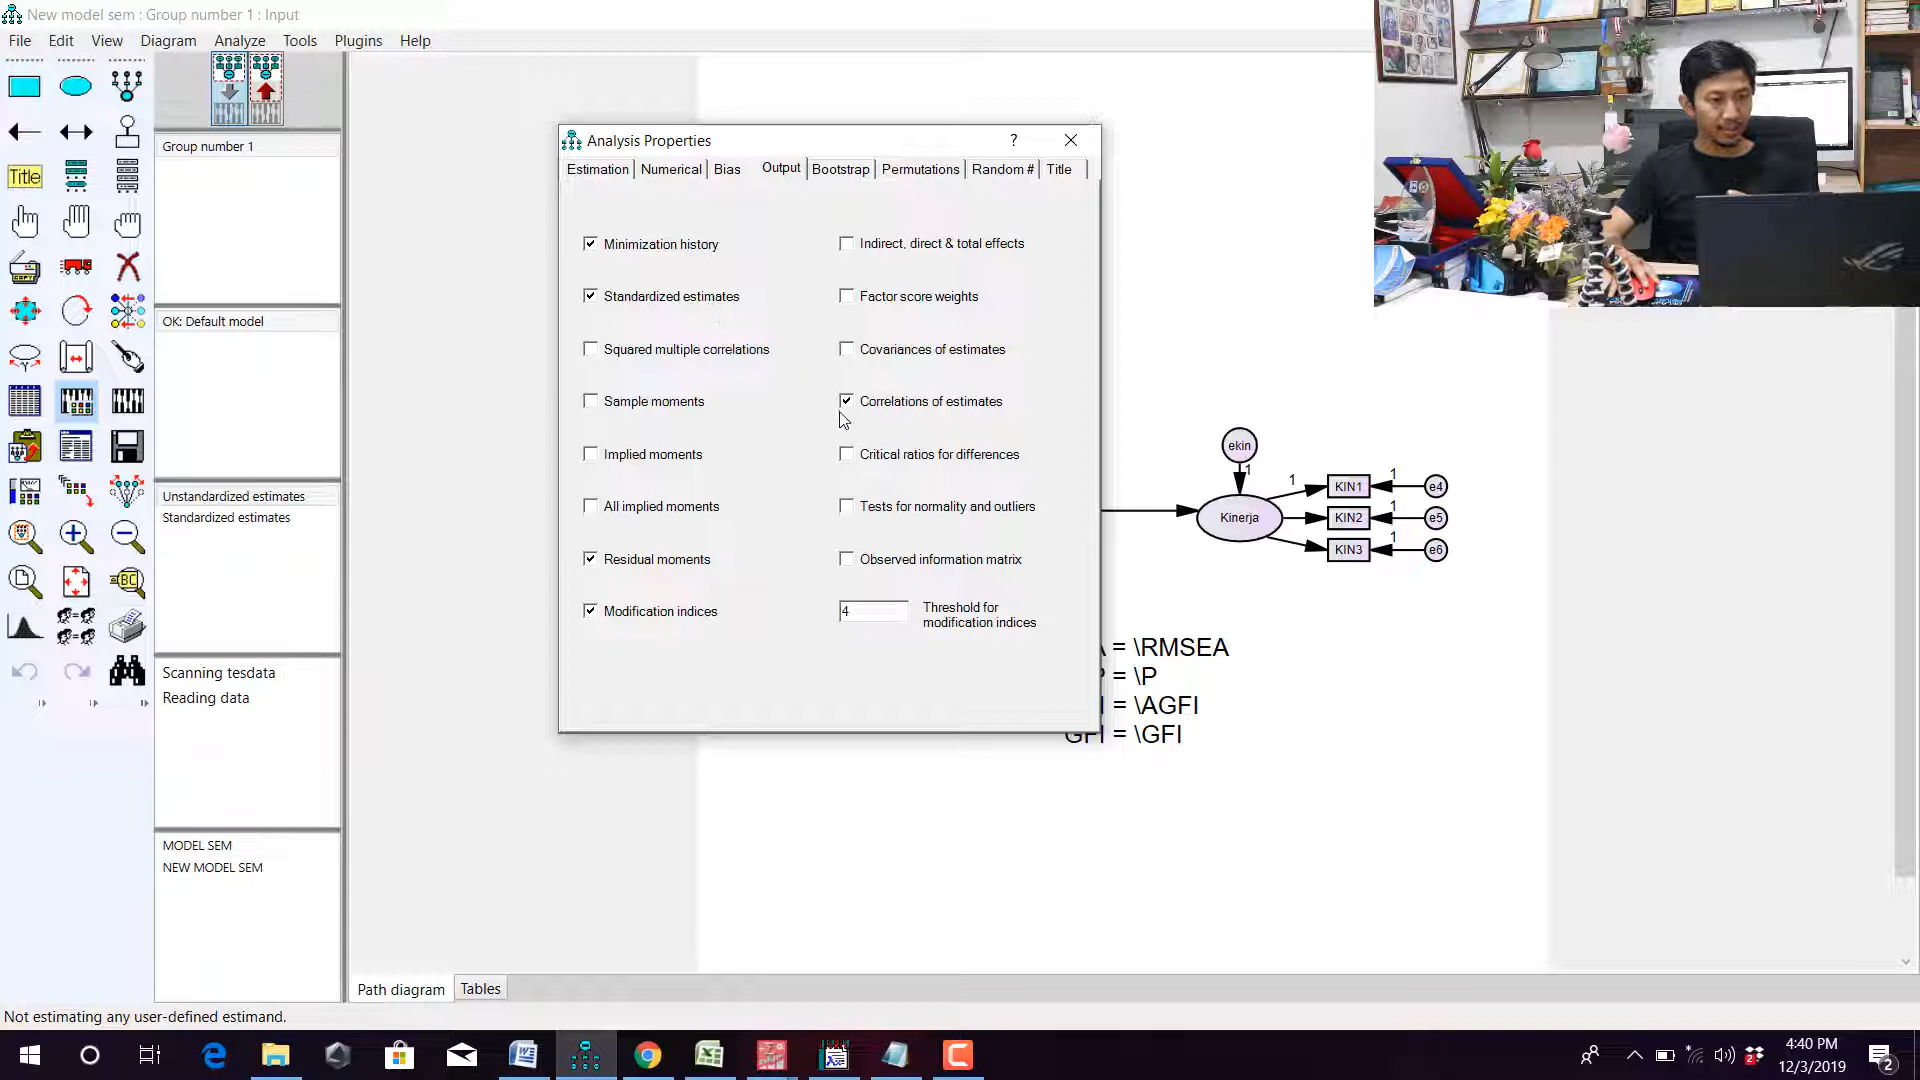 New model sem : Group number 1 : Input
File Edit View Diagram Analyze Tools Plugins Help
Title
Group number 1
OK: Default model
Unstandardized estimates
Standardized estimates
Scanning tesdata
Reading data
MODEL SEM
NEW MODEL SEM
Analysis Properties
Estimation Numerical Bias Output Bootstrap Permutations Random # Title
Minimization history
Indirect, direct & total effects
Standardized estimates
Factor score weights
Squared multiple correlations
Covariances of estimates
Sample moments
Correlations of estimates
Implied moments
Critical ratios for differences
All implied moments
Tests for normality and outliers
Residual moments
Observed information matrix
Modification indices
4
Threshold for
modification indices
ekin
1
Kinerja
1 KIN1 1 e4
KIN2 1 e5
KIN3 1 e6
= \RMSEA
= \P
= \AGFI
GFI = \GFI
Path diagram Tables
Not estimating any user-defined estimand.
4:40 PM
12/3/2019
2